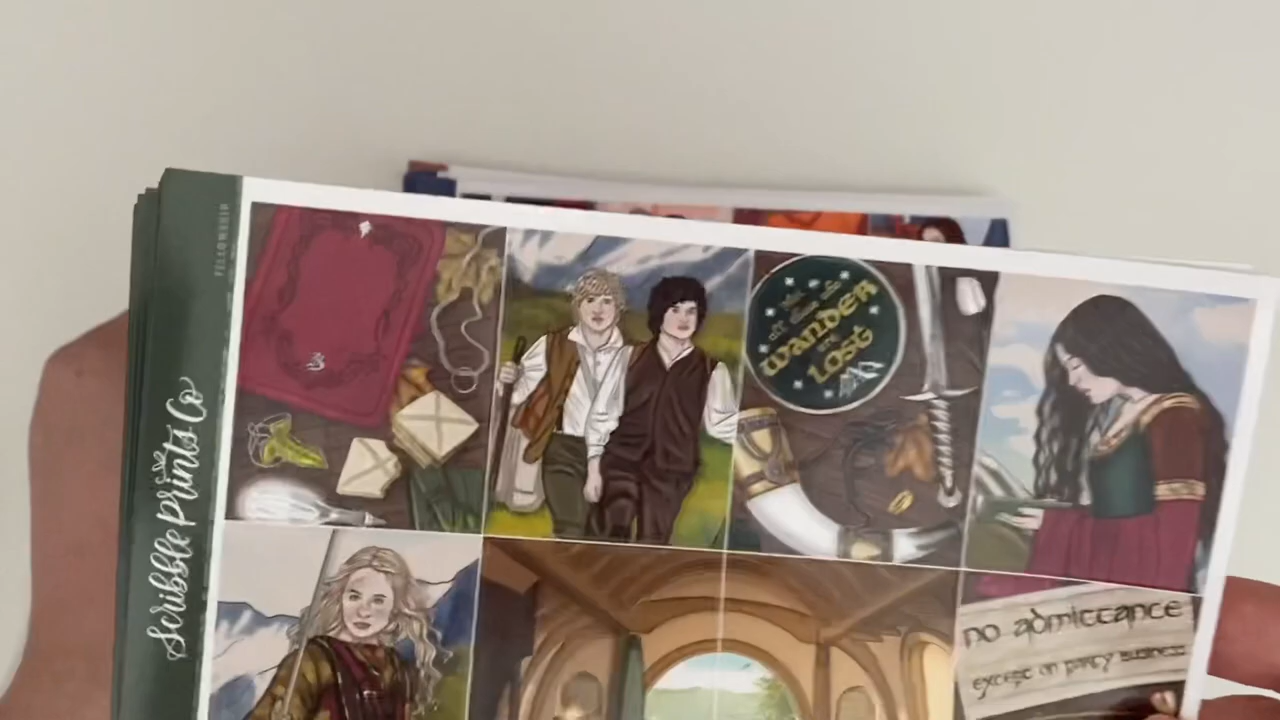 FELLOWSHIP
Scribble Prints Co
not
all those who
WANDER
are
LOST
no admittance
except on party business